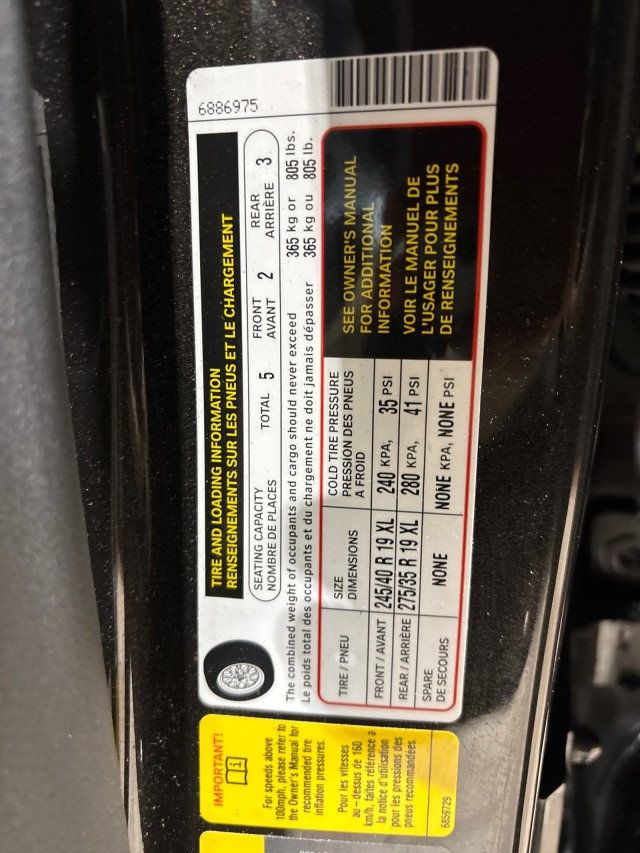 6886975
TIRE AND LOADING INFORMATION
RENSEIGNEMENTS SUR LES PNEUS ET LE CHARGEMENT
SEATING CAPACITY TOTAL 5 FRONT 2 REAR 3
NOMBRE DE PLACES AVANT ARRIÈRE
The combined weight of occupants and cargo should never exceed 365 kg or 805 lbs.
Le poids total des occupants et du chargement ne doit jamais dépasser 365 kg ou 805 lb.
TIRE / PNEU
SIZE
DIMENSIONS
COLD TIRE PRESSURE
PRESSION DES PNEUS
A FROID
FRONT / AVANT 245/40 R 19 XL 240 KPA, 35 PSI
REAR / ARRIÈRE 275/35 R 19 XL 280 KPA, 41 PSI
SPARE
DE SECOURS
NONE NONE KPA, NONE PSI
SEE OWNER'S MANUAL
FOR ADDITIONAL
INFORMATION
VOIR LE MANUEL DE
L'USAGER POUR PLUS
DE RENSEIGNEMENTS
IMPORTANT!
For speeds above
100mph, please refer to
the Owner's Manual for
recommended tire
inflation pressures.
Pour les vitesses
au-dessus de 160
km/h, faites référence à
la notice d'utilisation
pour les pressions des
pneus recommandées.
6859729